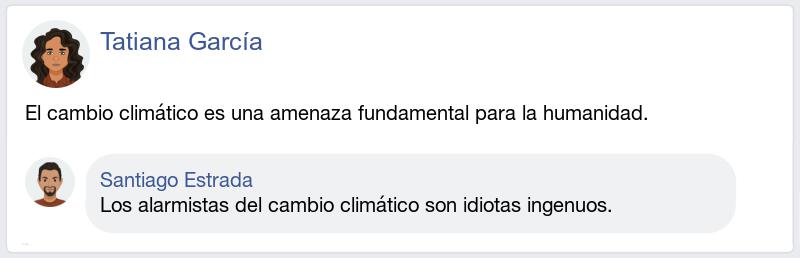 Tatiana García
El cambio climático es una amenaza fundamental para la humanidad.
Santiago Estrada
Los alarmistas del cambio climático son idiotas ingenuos.